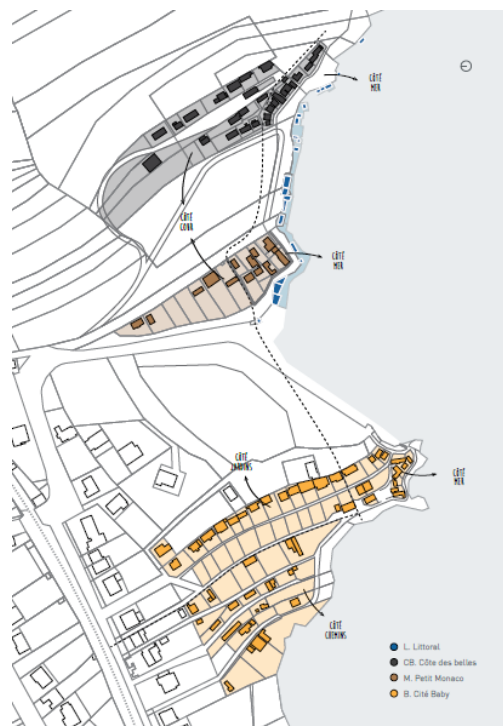 CÔTÉ
MER
CÔTÉ
COUR
CÔTÉ
MER
CÔTÉ
JARDINS
CÔTÉ
MER
CÔTÉ
CHEMINS
L. Littoral
CB. Côte des belles
M. Petit Monaco
B. Cité Baby